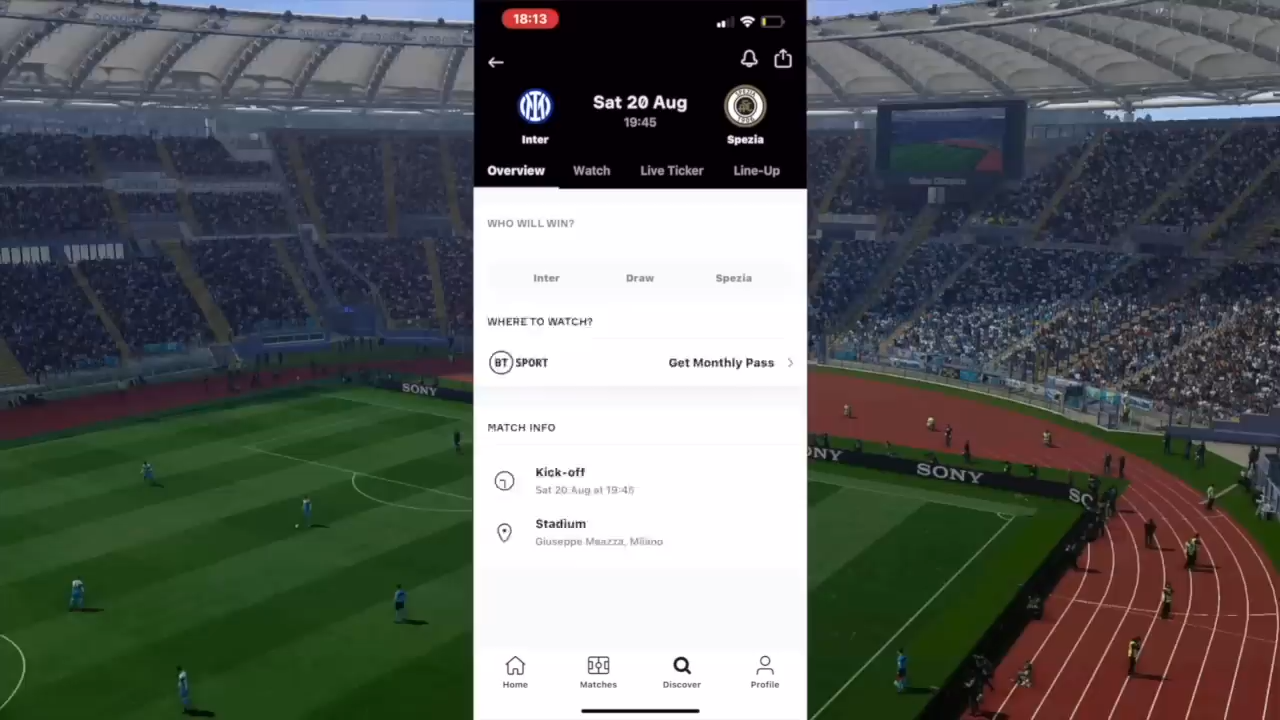 18:13
Sat 20 Aug
19:45
Inter
Spezia
Overview Watch Live Ticker Line-Up
WHO WILL WIN?
Inter Draw Spezia
WHERE TO WATCH?
BT SPORT Get Monthly Pass
MATCH INFO
Kick-off
Sat 20 Aug at 19:45
Stadium
Giuseppe Meazza, Milano
Home Matches Discover Profile
SONY
SONY